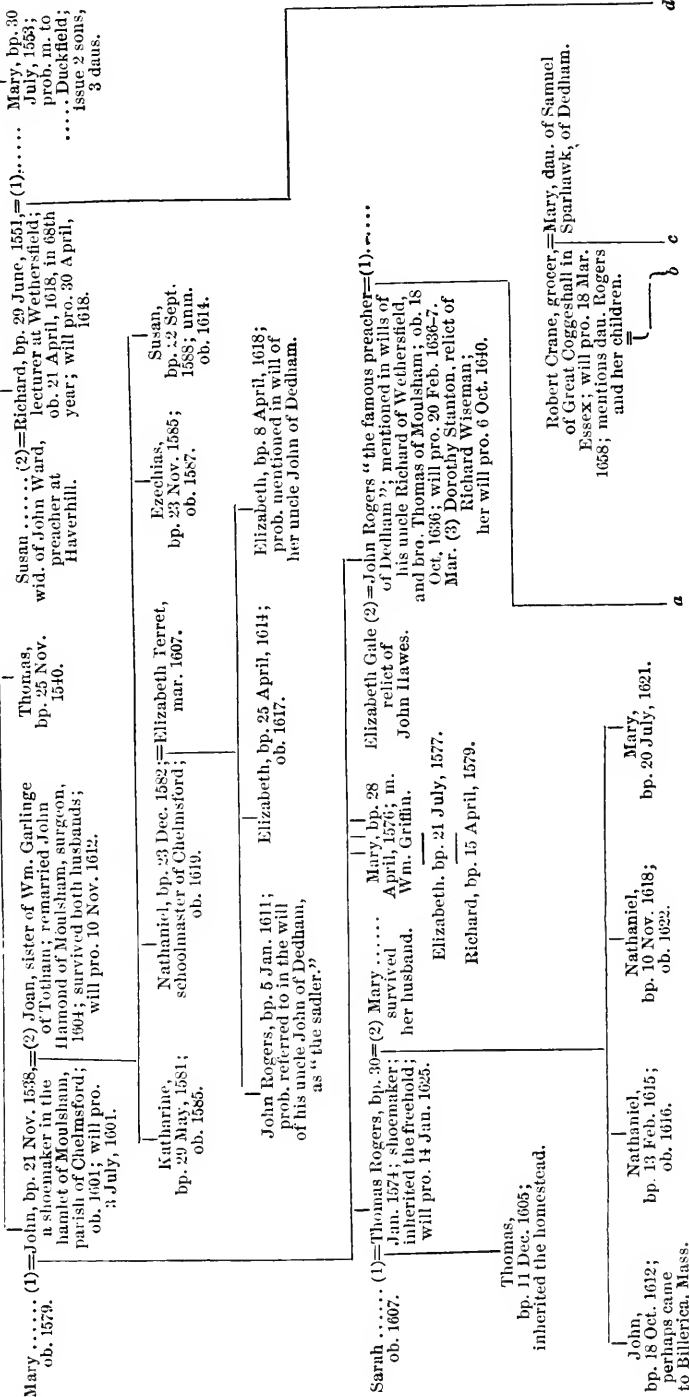 Mary ...... (1)=John, bp. 21 Nov. 1538,=(2) Joan, sister of Wm. Garlinge
ob. 1579.
a shoemaker in the
hamlet of Moulsham,
parish of Chelmsford;
ob. 1601; will pro.
3 July, 1601.
of Totham; remarried John
Hamond of Moulsham, surgeon,
1604; survived both husbands;
will pro. 10 Nov. 1612.
Thomas,
bp. 25 Nov.
1540.
Susan ...... (2)=Richard, bp. 29 June, 1551,=(1)......
wid. of John Ward,
preacher at
Haverhill.
lecturer at Wethersfield;
ob. 21 April, 1618, in 68th
year; will pro. 30 April,
1618.
Mary, bp. 30
July, 1553;
prob. m. to
..... Duckfield;
issue 2 sons,
3 daus.
Katharine,
bp. 29 May, 1581;
ob. 1585.
Nathaniel, bp. 23 Dec. 1582;=Elizabeth Terret,
schoolmaster of Chelmsford;
ob. 1619.
mar. 1607.
Ezechias,
bp. 23 Nov. 1585;
ob. 1587.
Susan,
bp. 22 Sept.
1588; unm.
ob. 1614.
John Rogers, bp. 5 Jan. 1611;
prob. referred to in the will
of his uncle John of Dedham,
as "the sadler."
Elizabeth, bp. 25 April, 1614;
ob. 1617.
Elizabeth, bp. 8 April, 1618;
prob. mentioned in will of
her uncle John of Dedham.
Sarah ...... (1)=Thomas Rogers, bp. 30=(2) Mary ......
ob. 1607.
Jan. 1574; shoemaker;
inherited the freehold;
will pro. 14 Jan. 1625.
survived
her husband.
Mary, bp. 28
April, 1576; m.
Wm. Griffin.
Elizabeth. bp. 21 July, 1577.
Richard, bp. 15 April, 1579.
Elizabeth Gale (2)=John Rogers "the famous preacher=(1).....
relict of
John Hawes.
of Dedham"; mentioned in wills of
his uncle Richard of Wethersfield,
and bro. Thomas of Moulsham; ob. 18
Oct. 1636; will pro. 20 Feb. 1636-7.
Mar. (3) Dorothy Stanton, relict of
Richard Wiseman;
her will pro. 6 Oct. 1640.
Thomas,
bp. 11 Dec. 1605;
inherited the homestead.
Robert Crane, grocer,=Mary, dau. of Samuel
of Great Coggeshall in
Essex; will pro. 18 Mar.
1658; mentions dau. Rogers
and her children.
Sparhawk, of Dedham.
John,
bp. 18 Oct. 1612;
perhaps came
to Billerica, Mass.
Nathaniel,
bp. 13 Feb. 1615;
ob. 1616.
Nathaniel,
bp. 10 Nov. 1618;
ob. 1622.
Mary,
bp. 20 July, 1621.
=
a
b
c
d